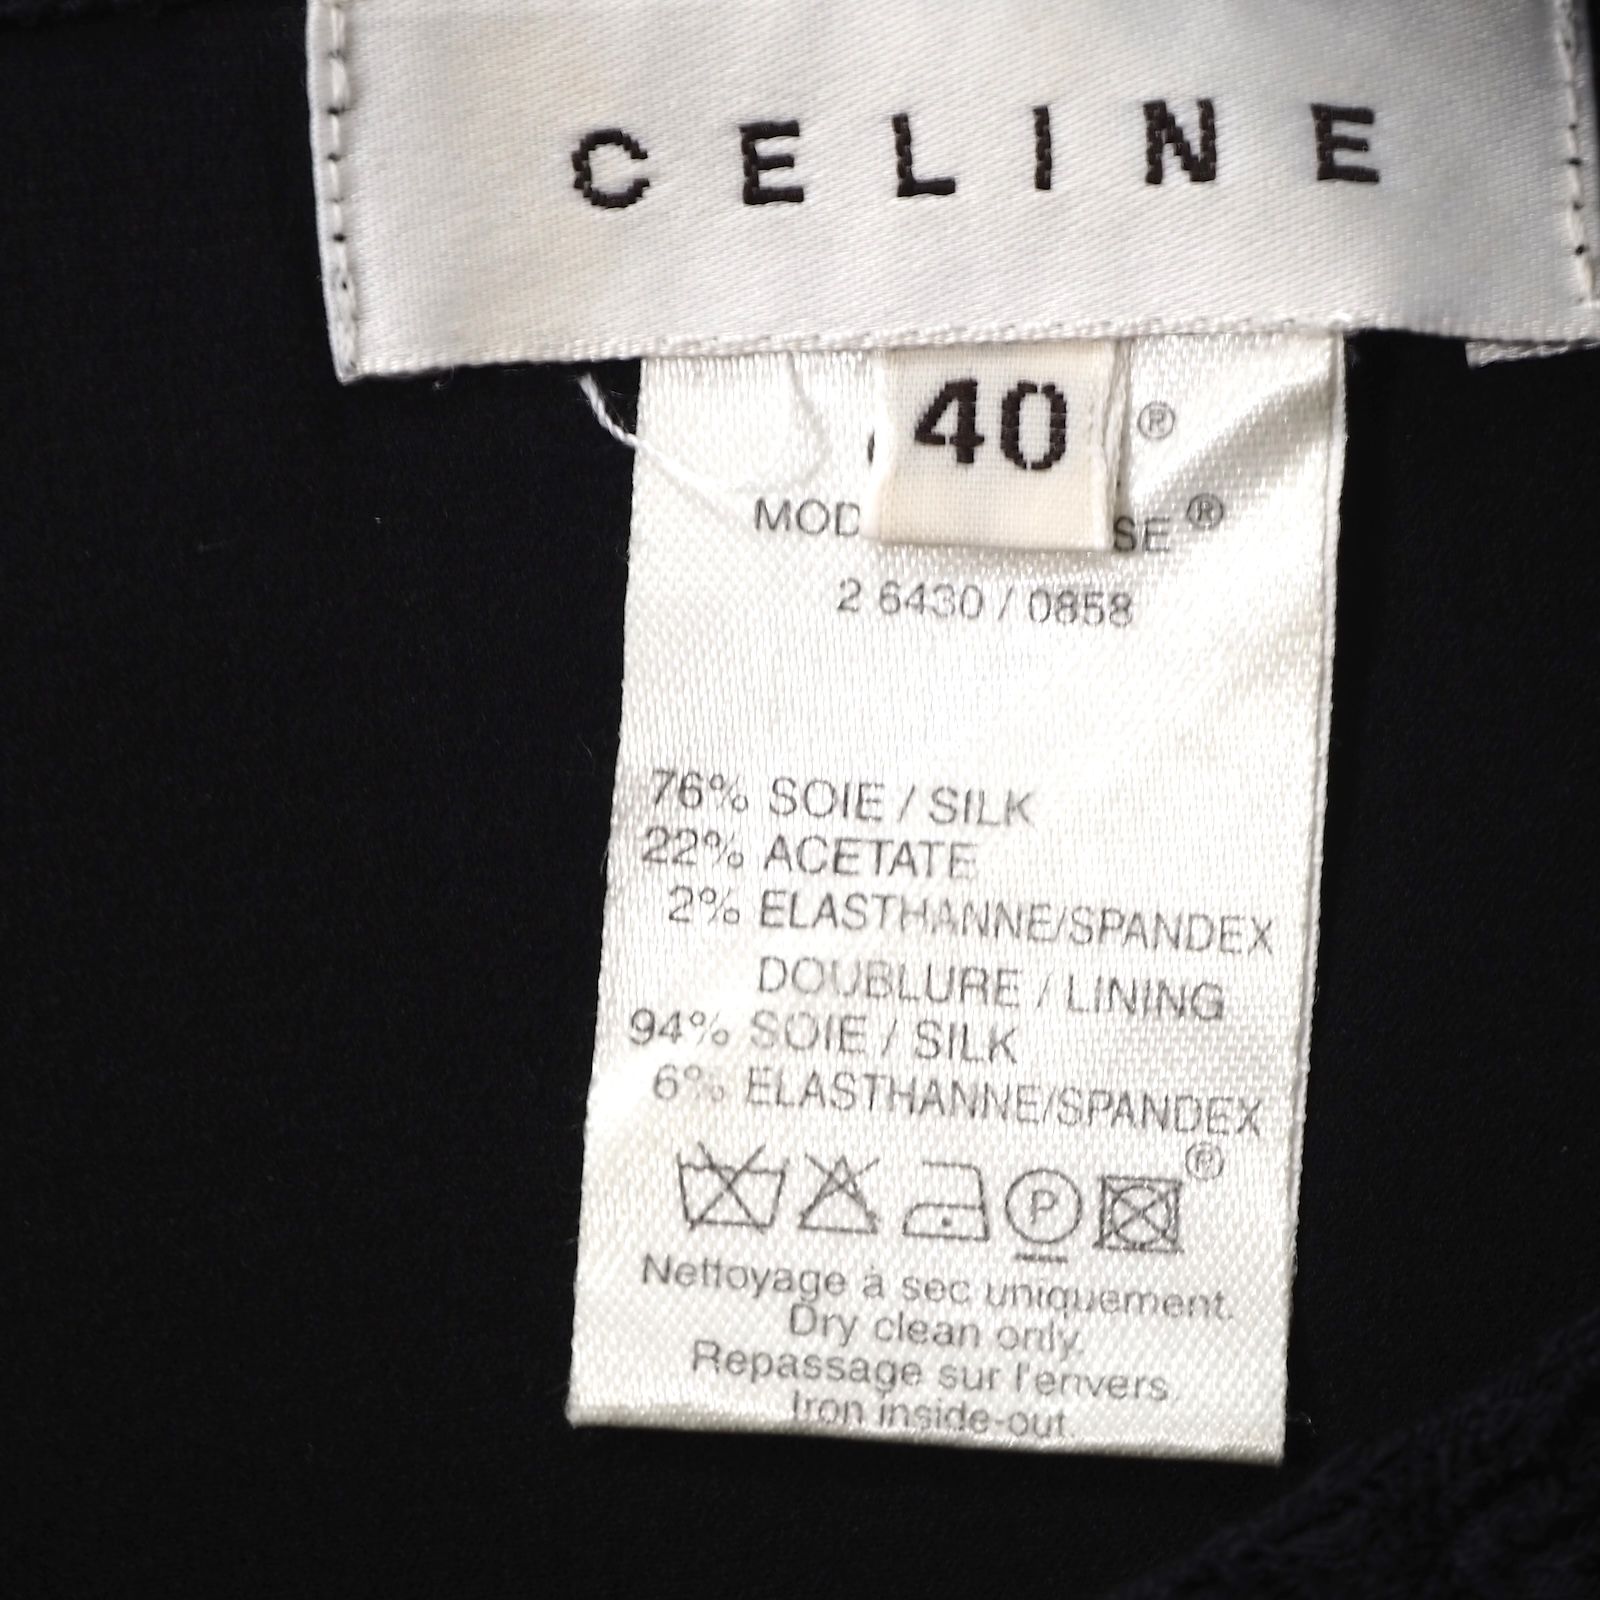 CELINE
40
®
MOD SE ®
2 6430 / 0858
76% SOIE / SILK
22% ACETATE
2% ELASTHANNE/SPANDEX
DOUBLURE / LINING
94% SOIE / SILK
6% ELASTHANNE/SPANDEX
®
P
Nettoyage à sec uniquement.
Dry clean only.
Repassage sur l'envers.
Iron inside-out.